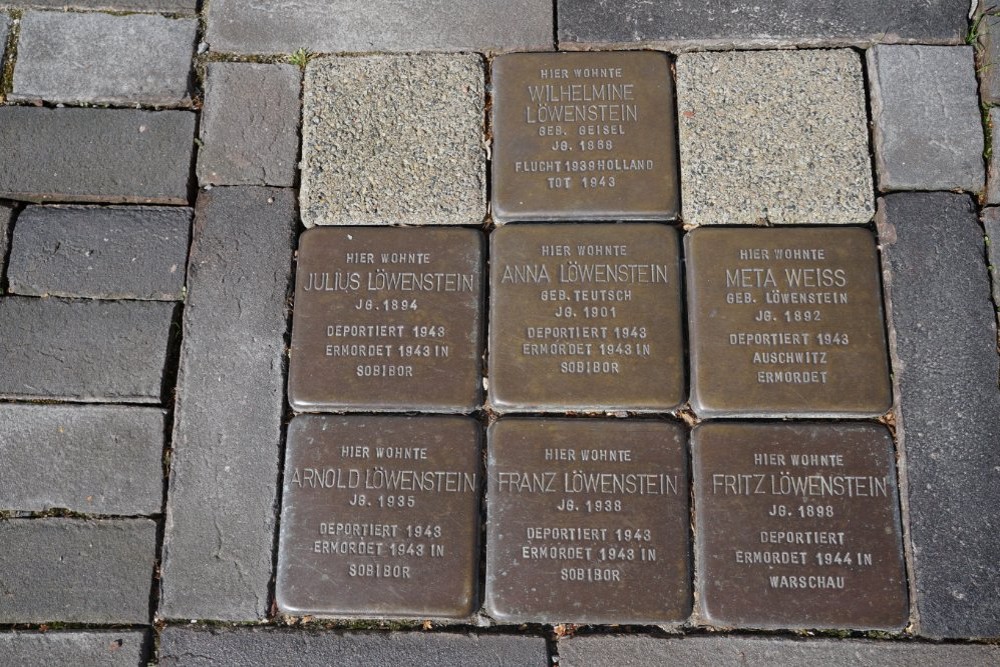 HIER WOHNTE
WILHELMINE
LÖWENSTEIN
GEB. GEISEL
JG. 1868
FLUCHT 1939 HOLLAND
TOT 1943
HIER WOHNTE
JULIUS LÖWENSTEIN
JG. 1894
DEPORTIERT 1943
ERMORDET 1943 IN
SOBIBOR
HIER WOHNTE
ANNA LÖWENSTEIN
GEB. TEUTSCH
JG. 1901
DEPORTIERT 1943
ERMORDET 1943 IN
SOBIBOR
HIER WOHNTE
META WEISS
GEB. LÖWENSTEIN
JG. 1892
DEPORTIERT 1943
AUSCHWITZ
ERMORDET
HIER WOHNTE
ARNOLD LÖWENSTEIN
JG. 1935
DEPORTIERT 1943
ERMORDET 1943 IN
SOBIBOR
HIER WOHNTE
FRANZ LÖWENSTEIN
JG. 1938
DEPORTIERT 1943
ERMORDET 1943 IN
SOBIBOR
HIER WOHNTE
FRITZ LÖWENSTEIN
JG. 1898
DEPORTIERT
ERMORDET 1944 IN
WARSCHAU